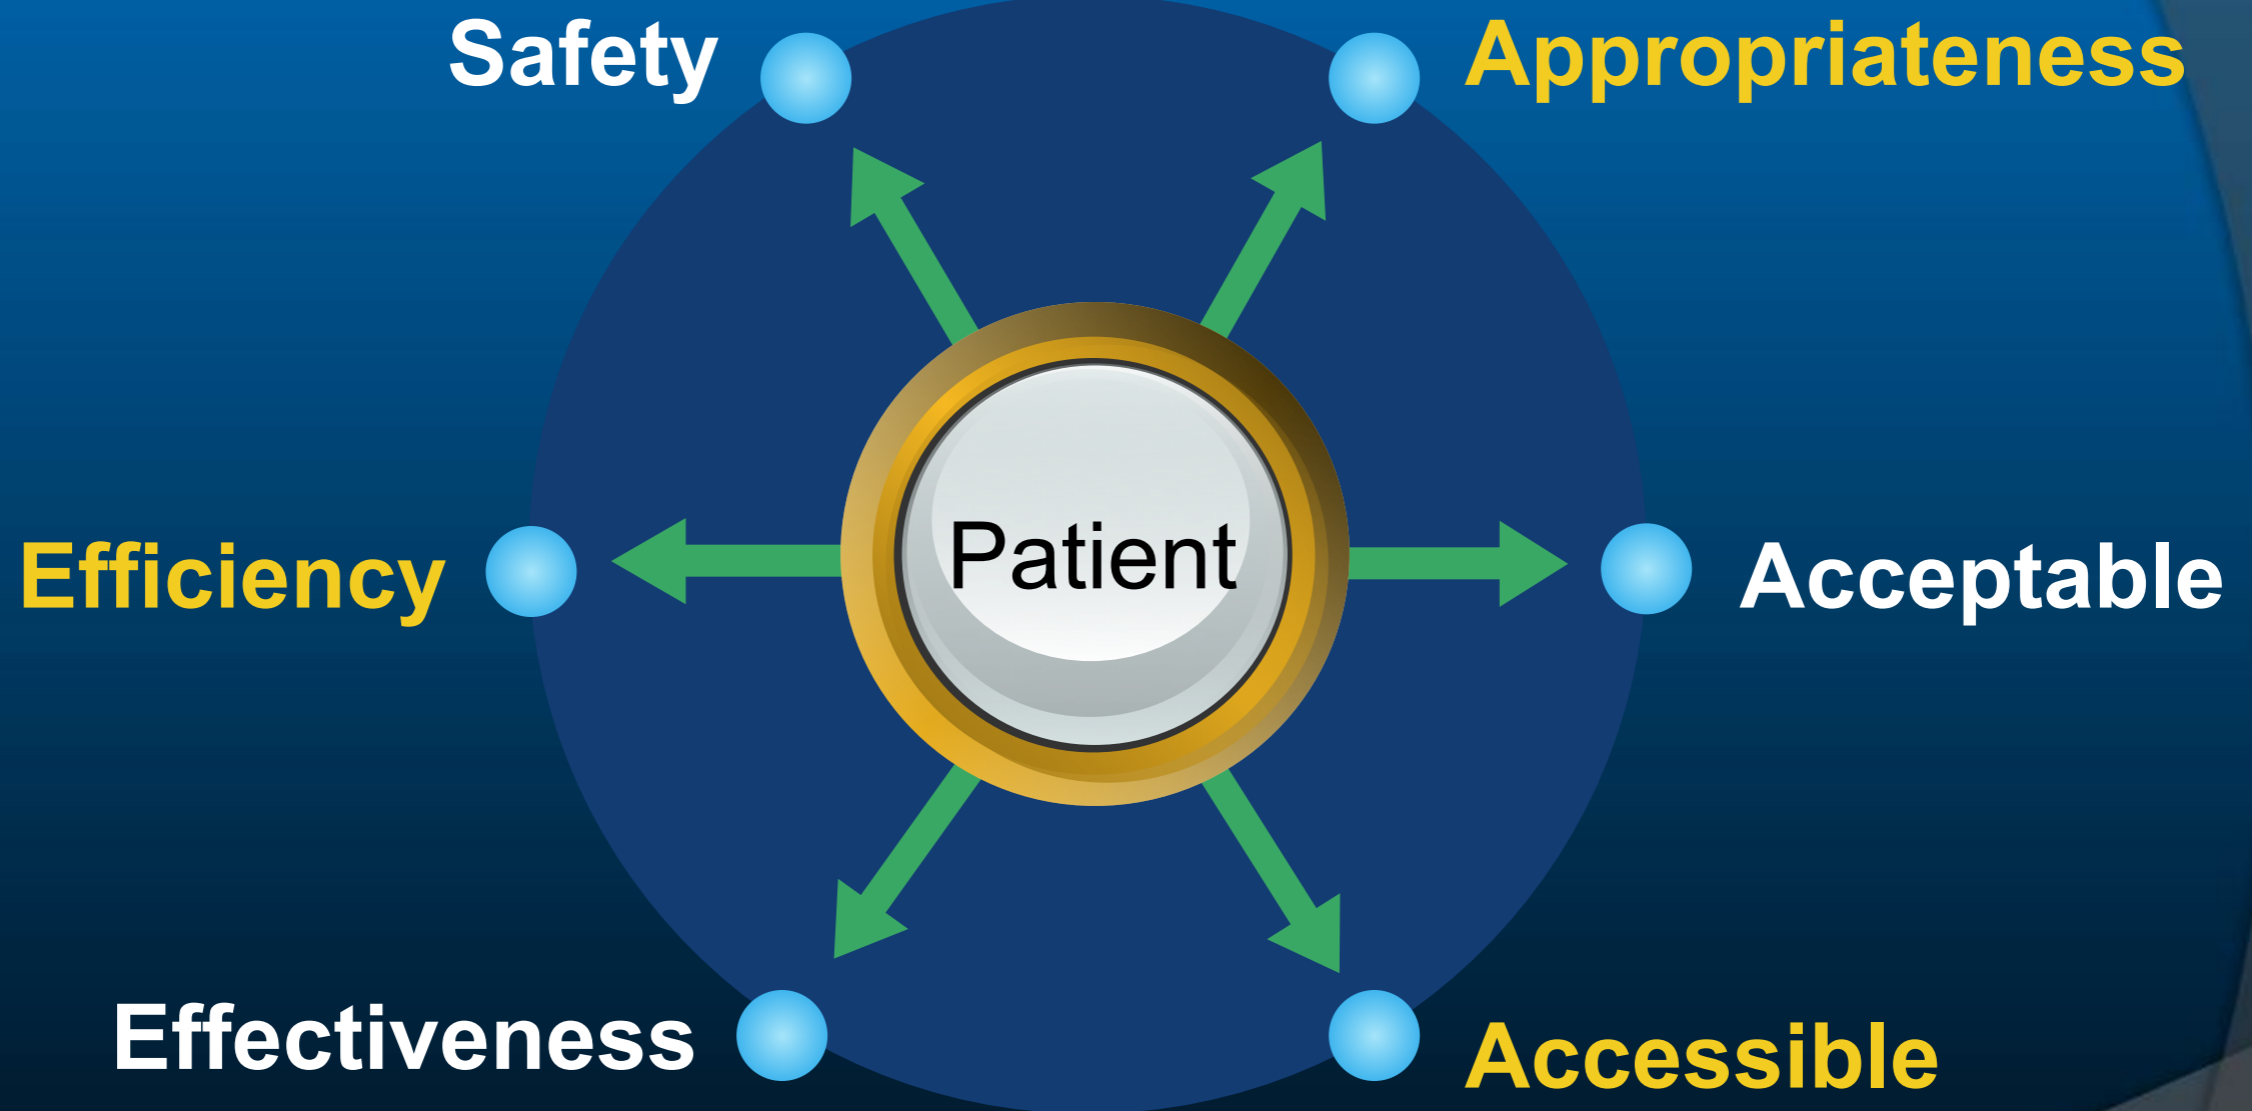 Safety
Appropriateness
Efficiency
Patient
Acceptable
Effectiveness
Accessible